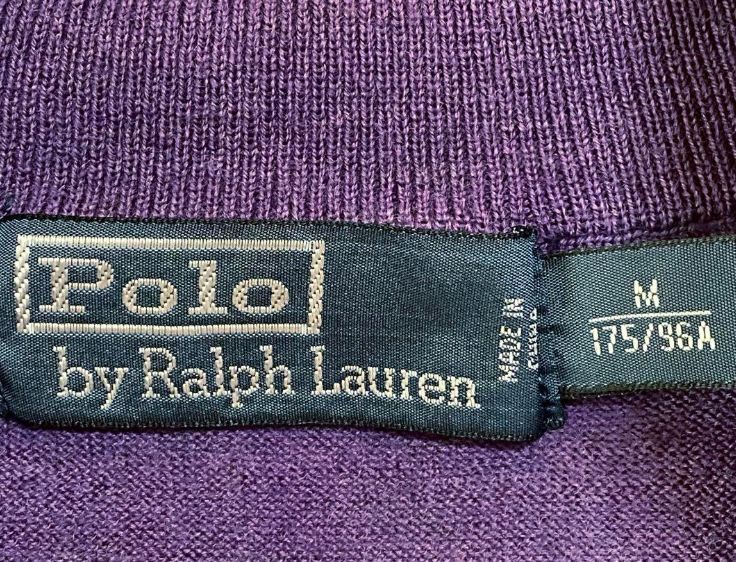 Polo
by Ralph Lauren
MADE IN
M
175/96A